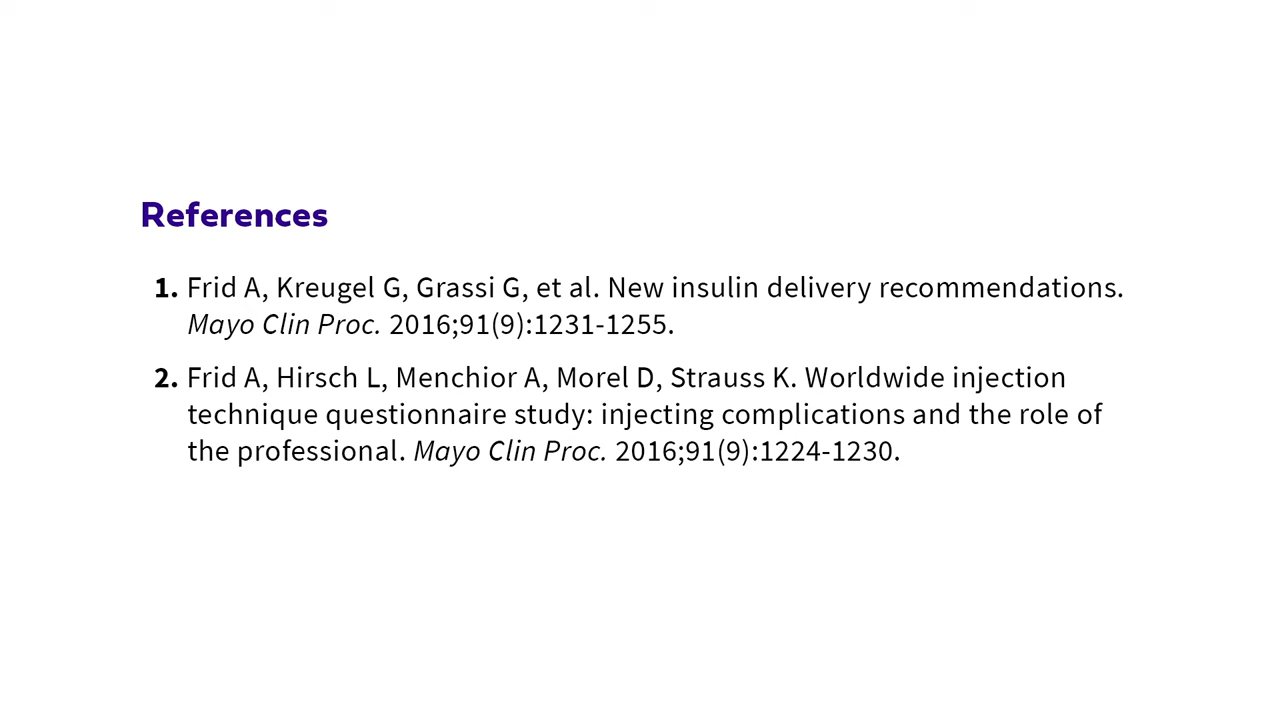 References
1. Frid A, Kreugel G, Grassi G, et al. New insulin delivery recommendations.
Mayo Clin Proc. 2016;91(9):1231-1255.
2. Frid A, Hirsch L, Menchior A, Morel D, Strauss K. Worldwide injection
technique questionnaire study: injecting complications and the role of
the professional. Mayo Clin Proc. 2016;91(9):1224-1230.